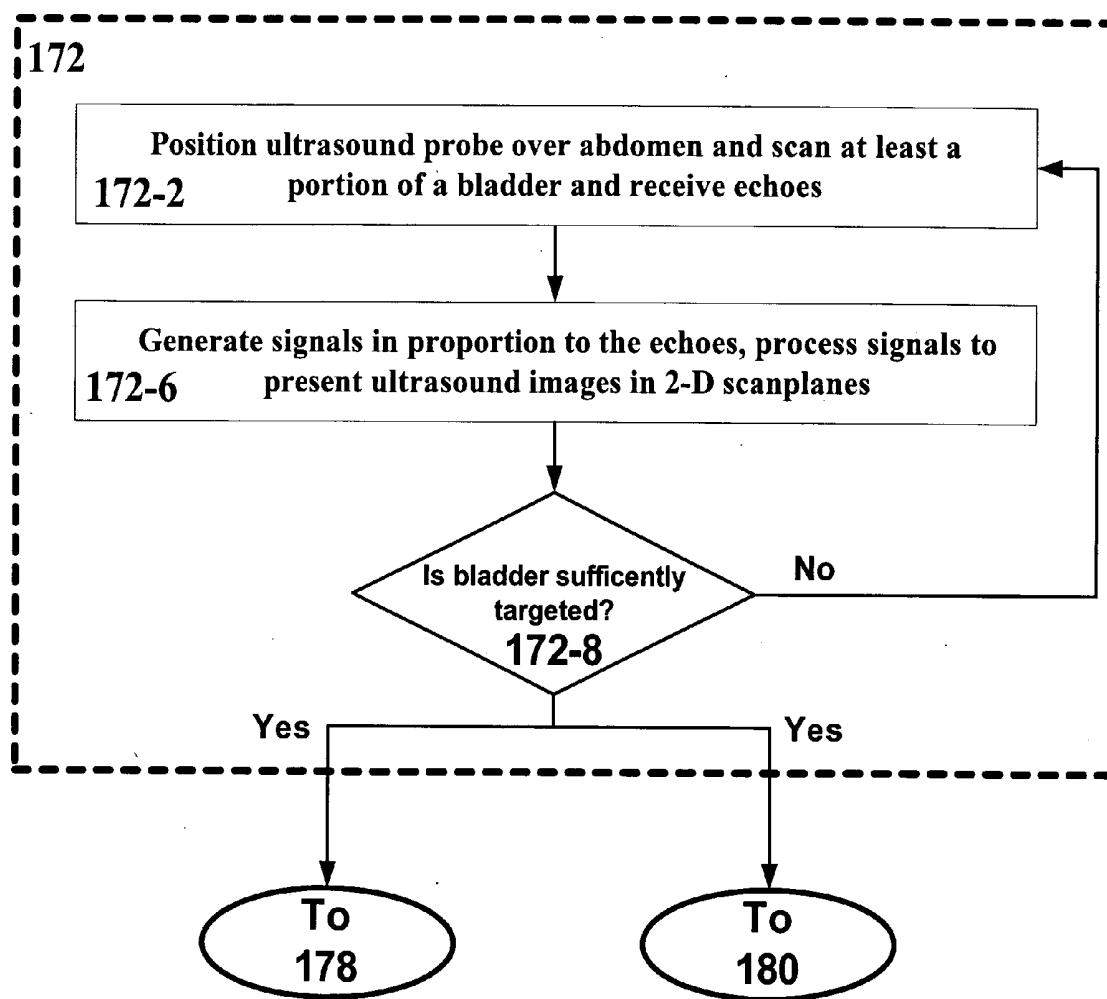 172
Position ultrasound probe over abdomen and scan at least a
portion of a bladder and receive echoes
172-2
Generate signals in proportion to the echoes, process signals to
present ultrasound images in 2-D scanplanes
172-6
Is bladder sufficently
targeted?
172-8
No
Yes
Yes
To
178
To
180